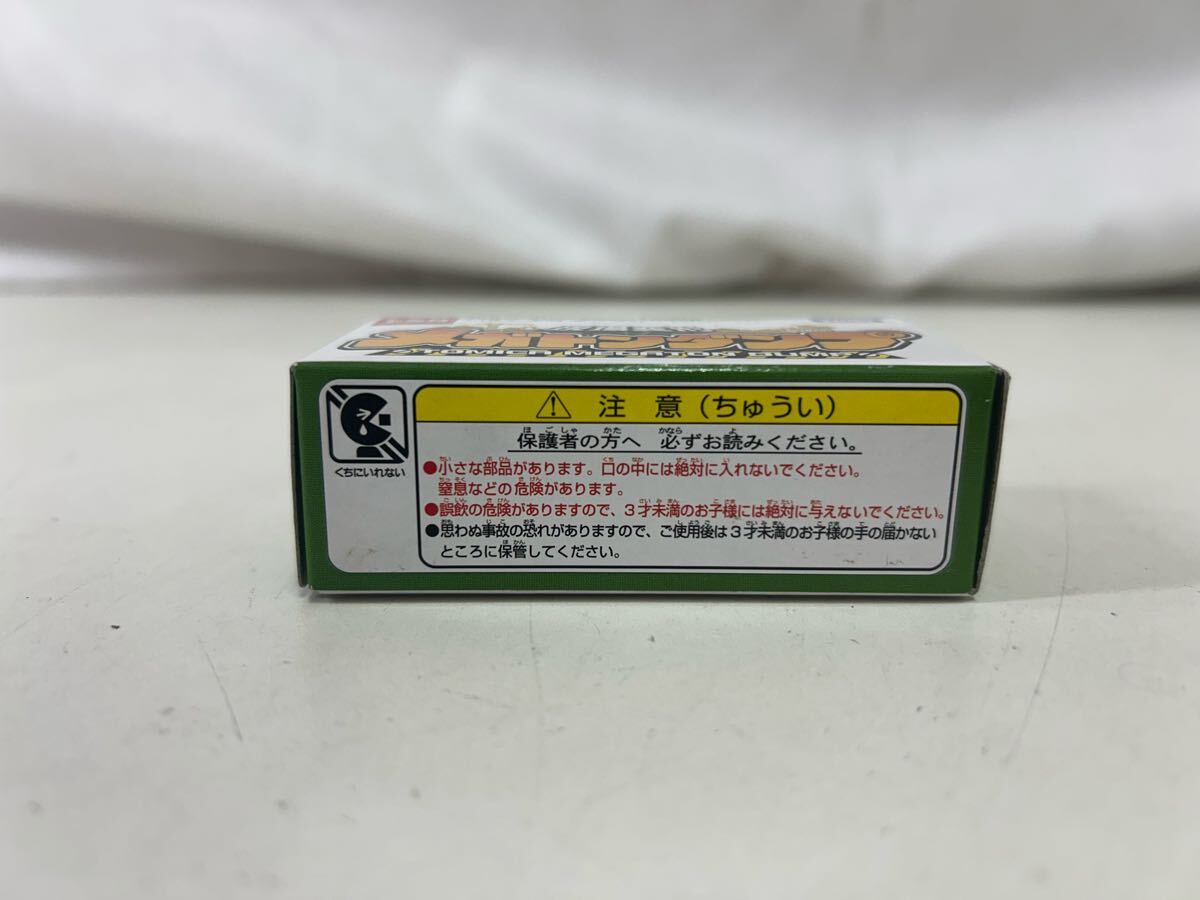 メガトンダンプ
くちにいれない
注 意（ちゅうい）
保護者の方へ 必ずお読みください。
●小さな部品があります。口の中には絶対に入れないでください。
窒息などの危険があります。
●誤飲の危険がありますので、3才未満のお子様には絶対に与えないでください。
●思わぬ事故の恐れがありますので、ご使用後は3才未満のお子様の手の届かない
ところに保管してください。